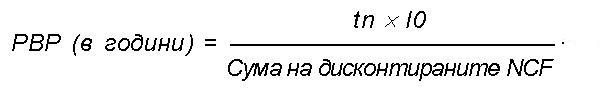 PBP (в години) = tn × I0
Сума на дисконтираните NCF.